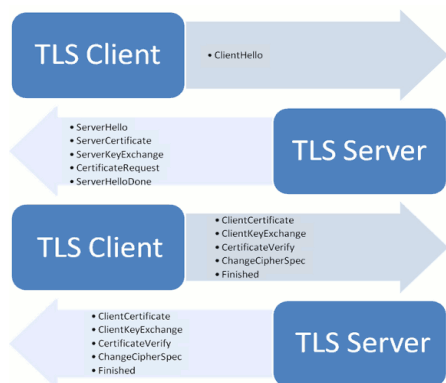 TLS Client
• ClientHello
• ServerHello
• ServerCertificate
• ServerKeyExchange
• CertificateRequest
• ServerHelloDone
TLS Server
TLS Client
• ClientCertificate
• ClientKeyExchange
• CertificateVerify
• ChangeCipherSpec
• Finished
• ClientCertificate
• ClientKeyExchange
• CertificateVerify
• ChangeCipherSpec
• Finished
TLS Server